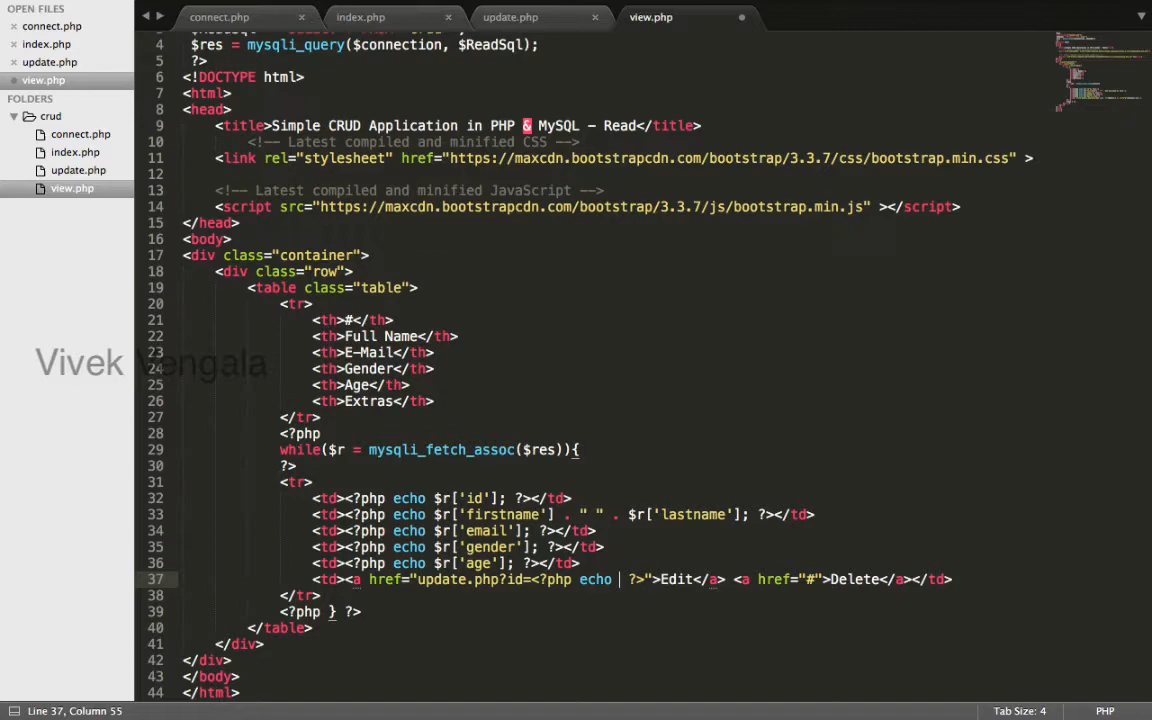 OPEN FILES
connect.php
index.php
update.php
view.php
FOLDERS
crud
connect.php
index.php
update.php
view.php
connect.php index.php update.php view.php
4 $res = mysqli_query($connection, $ReadSql);
5 ?>
6 <!DOCTYPE html>
7 <html>
8 <head>
9 <title>Simple CRUD Application in PHP & MySQL - Read</title>
10 <!-- Latest compiled and minified CSS -->
11 <link rel="stylesheet" href="https://maxcdn.bootstrapcdn.com/bootstrap/3.3.7/css/bootstrap.min.css" >
12
13 <!-- Latest compiled and minified JavaScript -->
14 <script src="https://maxcdn.bootstrapcdn.com/bootstrap/3.3.7/js/bootstrap.min.js" ></script>
15 </head>
16 <body>
17 <div class="container">
18 <div class="row">
19 <table class="table">
20 <tr>
21 <th>#</th>
22 <th>Full Name</th>
23 <th>E-Mail</th>
24 <th>Gender</th>
25 <th>Age</th>
26 <th>Extras</th>
27 </tr>
28 <?php
29 while($r = mysqli_fetch_assoc($res)){
30 ?>
31 <tr>
32 <td><?php echo $r['id']; ?></td>
33 <td><?php echo $r['firstname'] . " " . $r['lastname']; ?></td>
34 <td><?php echo $r['email']; ?></td>
35 <td><?php echo $r['gender']; ?></td>
36 <td><?php echo $r['age']; ?></td>
37 <td><a href="update.php?id=<?php echo  ?>">Edit</a> <a href="#">Delete</a></td>
38 </tr>
39 <?php } ?>
40 </table>
41 </div>
42 </div>
43 </body>
44 </html>
Vivek Vengala
Line 37, Column 55 Tab Size: 4 PHP